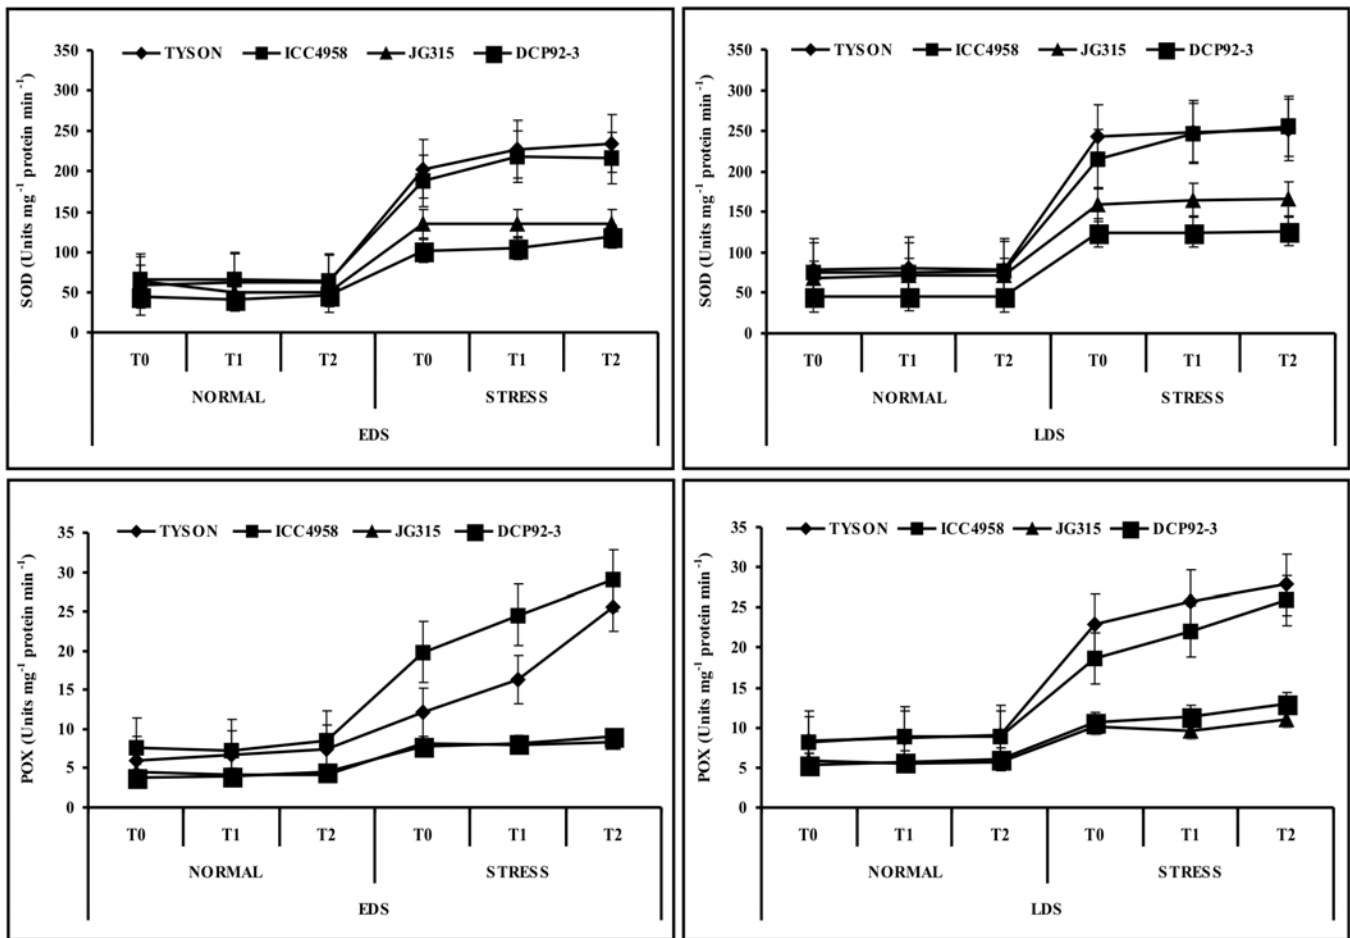 TYSON ICC4958 JG315 DCP92-3
SOD (Units mg⁻¹ protein min⁻¹)
350
300
250
200
150
100
50
0
T0 T1 T2 T0 T1 T2
NORMAL STRESS
EDS
TYSON ICC4958 JG315 DCP92-3
SOD (Units mg⁻¹ protein min⁻¹)
350
300
250
200
150
100
50
0
T0 T1 T2 T0 T1 T2
NORMAL STRESS
LDS
TYSON ICC4958 JG315 DCP92-3
POX (Units mg⁻¹ protein min⁻¹)
35
30
25
20
15
10
5
0
T0 T1 T2 T0 T1 T2
NORMAL STRESS
EDS
TYSON ICC4958 JG315 DCP92-3
POX (Units mg⁻¹ protein min⁻¹)
35
30
25
20
15
10
5
0
T0 T1 T2 T0 T1 T2
NORMAL STRESS
LDS